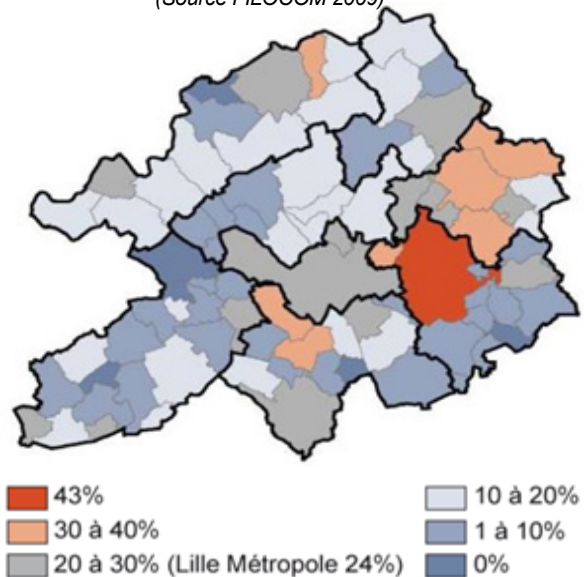 (Source FILOCOM 2009)
43%
30 à 40%
20 à 30% (Lille Métropole 24%)
10 à 20%
1 à 10%
0%